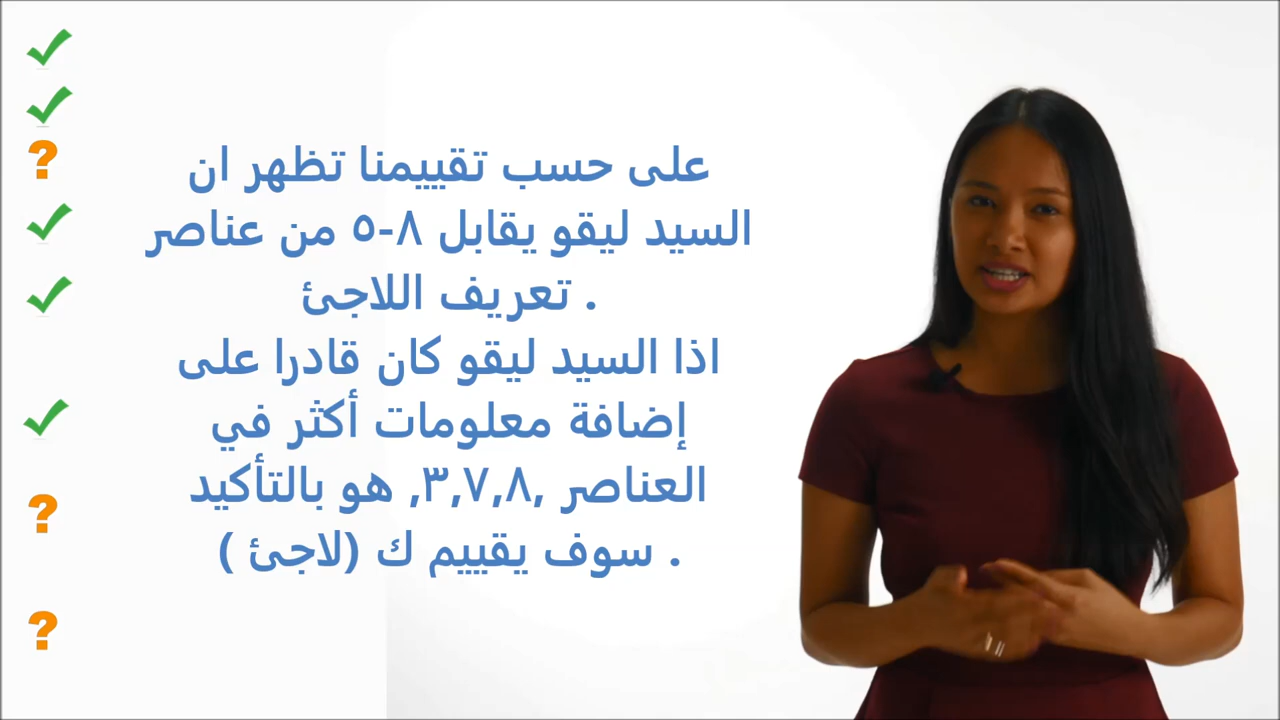 على حسب تقييمنا تظهر ان
السيد ليقو يقابل ٨-٥ من عناصر
. تعريف اللاجئ
اذا السيد ليقو كان قادرا على
إضافة معلومات أكثر في
العناصر ,٣,٧,٨, هو بالتأكيد
. سوف يقييم ك (لاجئ )